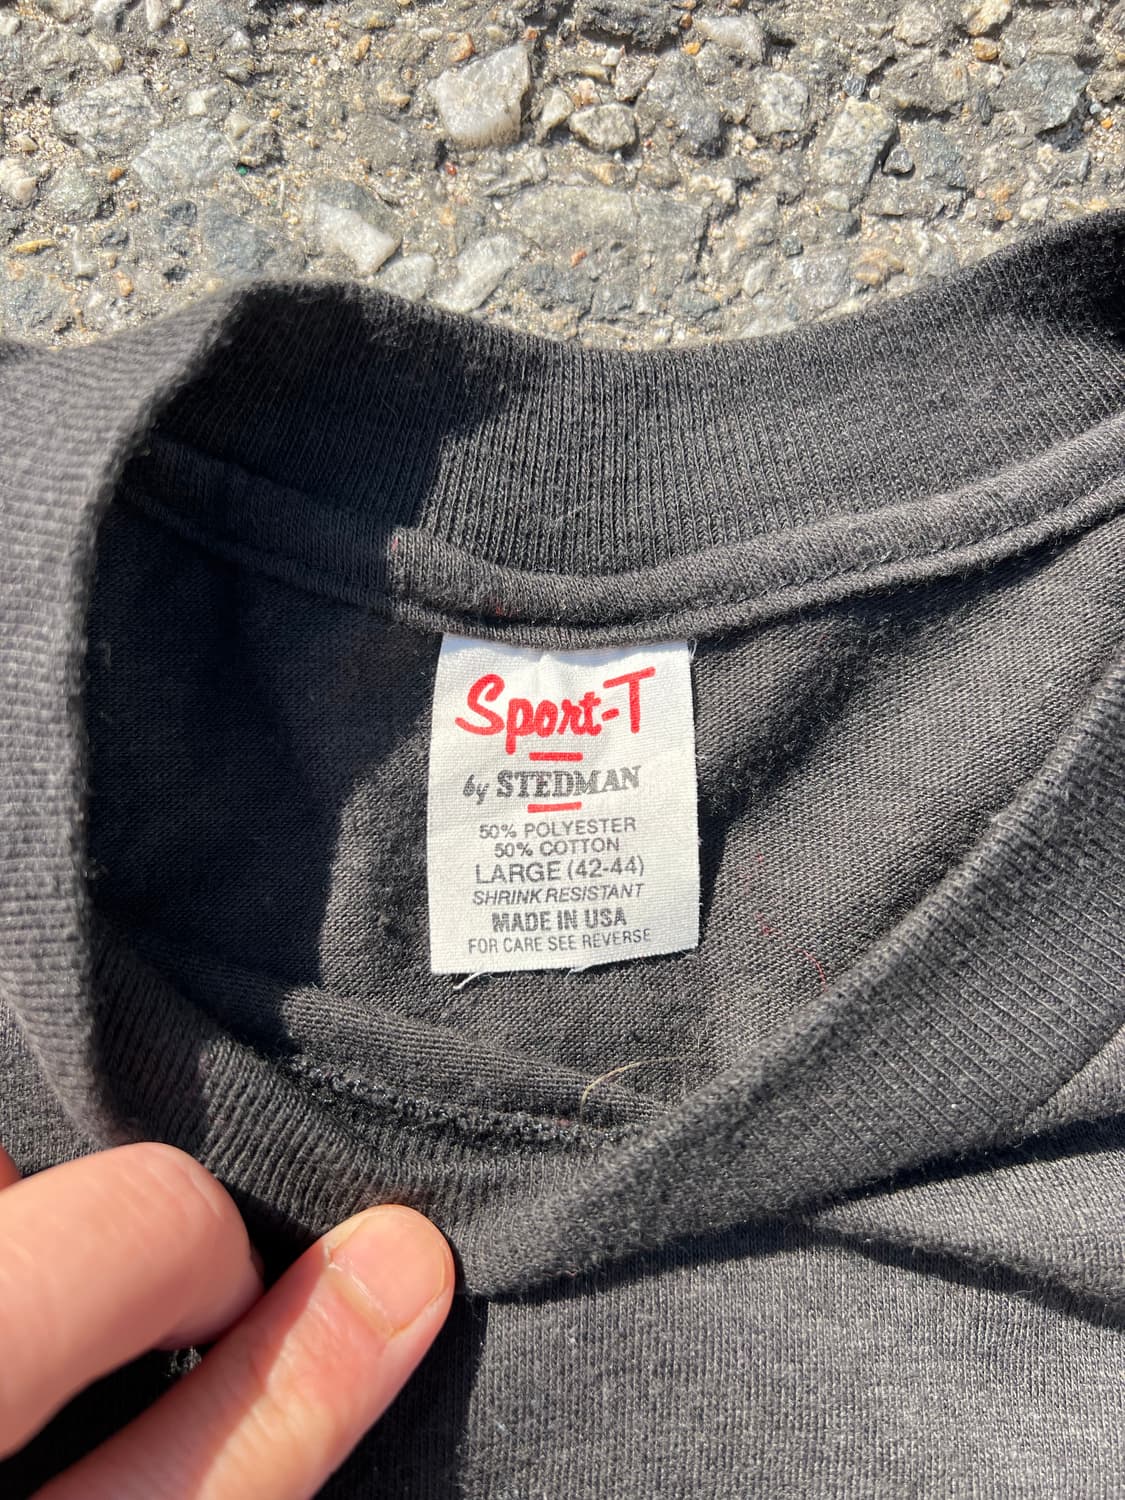 Sport-T
by STEDMAN
50% POLYESTER
50% COTTON
LARGE (42-44)
SHRINK RESISTANT
MADE IN USA
FOR CARE SEE REVERSE